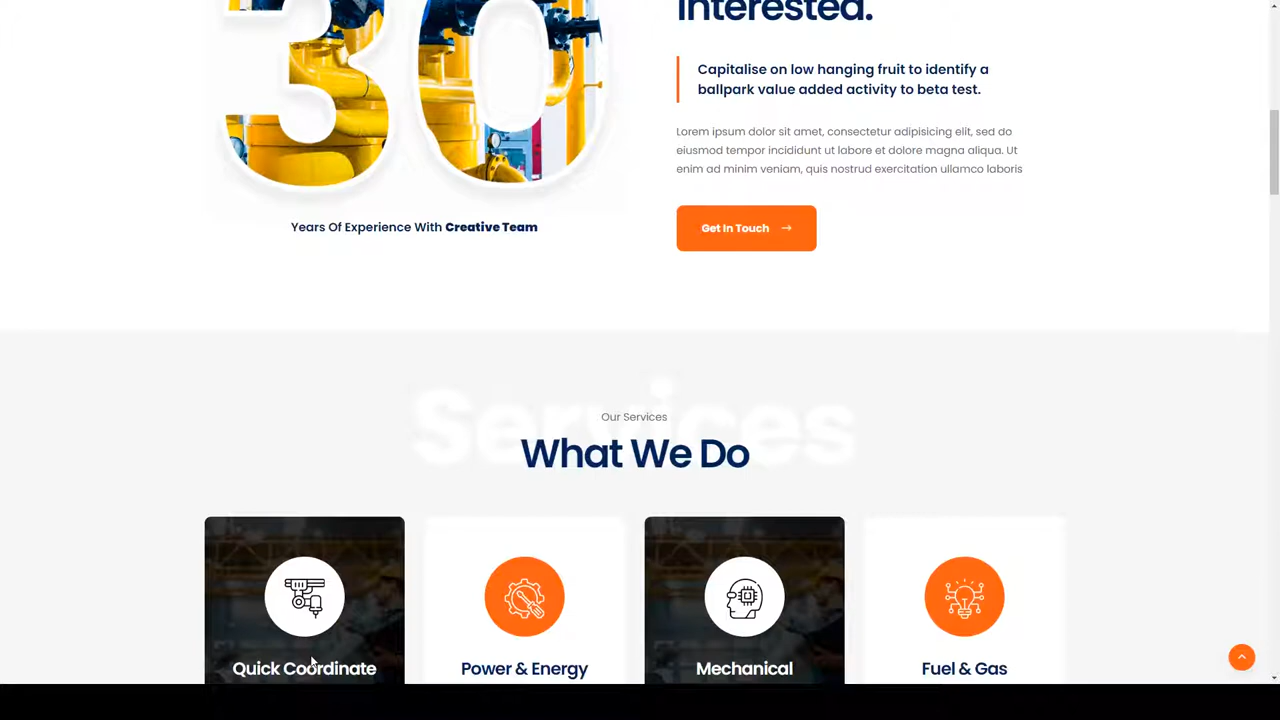 30
interested.
Capitalise on low hanging fruit to identify a
ballpark value added activity to beta test.
Lorem ipsum dolor sit amet, consectetur adipisicing elit, sed do
eiusmod tempor incididunt ut labore et dolore magna aliqua. Ut
enim ad minim veniam, quis nostrud exercitation ullamco laboris
Years Of Experience With Creative Team
Get In Touch →
Services
Our Services
What We Do
Quick Coordinate
Power & Energy
Mechanical
Fuel & Gas